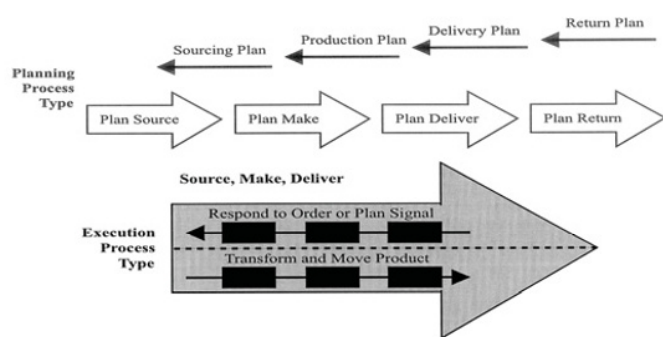 Return Plan
Delivery Plan
Production Plan
Sourcing Plan
Planning
Process
Type
Plan Source
Plan Make
Plan Deliver
Plan Return
Source, Make, Deliver
Respond to Order or Plan Signal
Execution
Process
Type
Transform and Move Product